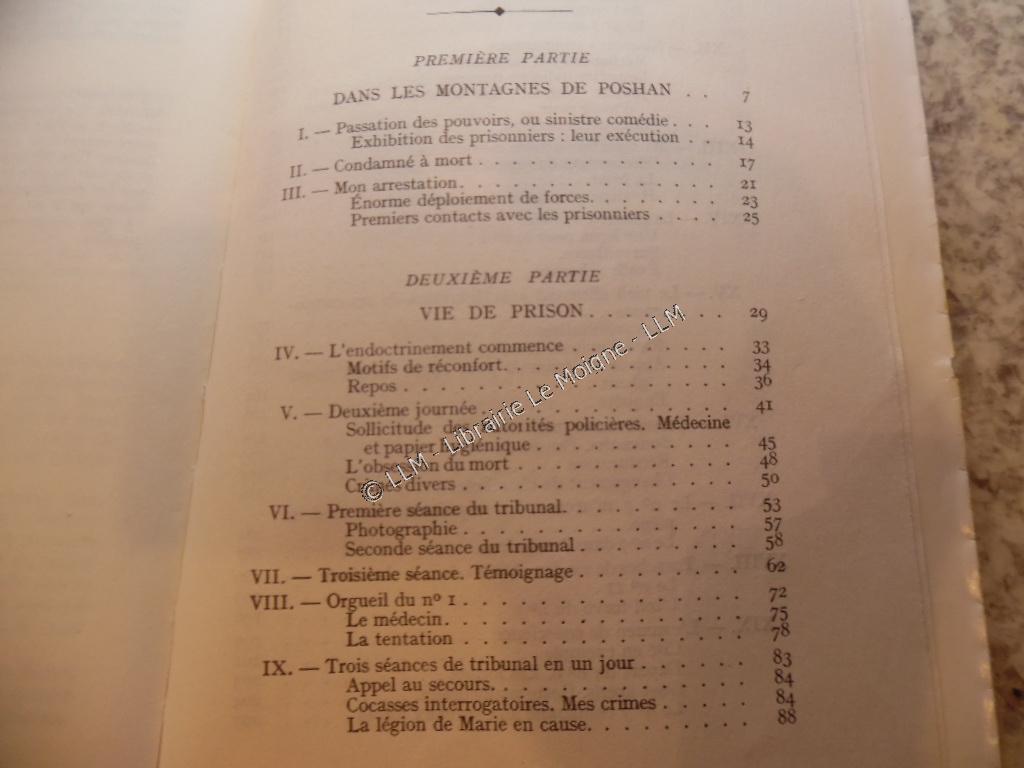 PREMIÈRE PARTIE
DANS LES MONTAGNES DE POSHAN . . 7
I. — Passation des pouvoirs, ou sinistre comédie . . . 13
Exhibition des prisonniers : leur exécution . . 14
II. — Condamné à mort . . . . . . . . . . . . 17
III. — Mon arrestation. . . . . . . . . . . . . 21
Énorme déploiement de forces. . . . . . . 23
Premiers contacts avec les prisonniers . . . . 25
DEUXIÈME PARTIE
VIE DE PRISON. . . . . . . . 29
IV. — L'endoctrinement commence . . . . . . . . 33
Motifs de réconfort. . . . . . . . . . . 34
Repos . . . . . . . . . . . . . . . 36
V. — Deuxième journée . . . . . . . . . . . . 41
Sollicitude des autorités policières. Médecine
et papier hygiénique . . . . . . . . . . 45
L'obsession du mort . . . . . . . . . . 48
Crimes divers . . . . . . . . . . . . . 50
VI. — Première séance du tribunal. . . . . . . . . 53
Photographie . . . . . . . . . . . . . 57
Seconde séance du tribunal . . . . . . . . 58
VII. — Troisième séance. Témoignage . . . . . . . . 62
VIII. — Orgueil du nº 1 . . . . . . . . . . . . . 72
Le médecin. . . . . . . . . . . . . . 75
La tentation . . . . . . . . . . . . . 78
IX. — Trois séances de tribunal en un jour . . . . . . 83
Appel au secours. . . . . . . . . . . . 84
Cocasses interrogatoires. Mes crimes . . . . . 84
La légion de Marie en cause. . . . . . . . 88
© LLM - Librairie Le Moigne - LLM